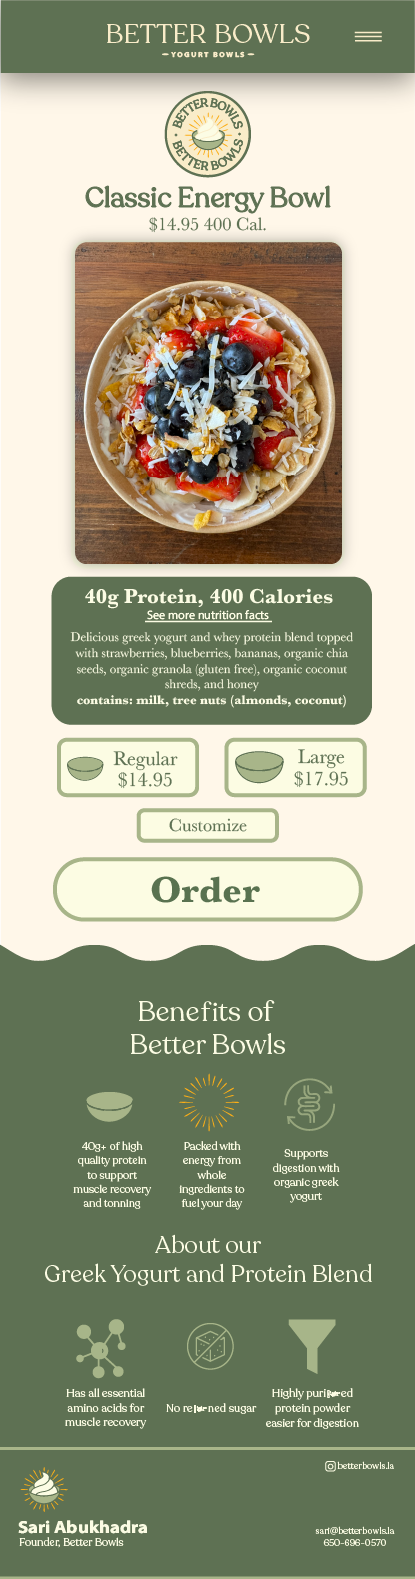 BETTER BOWLS
YOGURT BOWLS
BETTER BOWLS
BETTER BOWLS
Classic Energy Bowl
$14.95 400 Cal.
40g Protein, 400 Calories
See more nutrition facts
Delicious greek yogurt and whey protein blend topped
with strawberries, blueberries, bananas, organic chia
seeds, organic granola (gluten free), organic coconut
shreds, and honey
contains: milk, tree nuts (almonds, coconut)
Regular
$14.95
Large
$17.95
Customize
Order
Benefits of
Better Bowls
40g+ of high
quality protein
to support
muscle recovery
and tonning
Packed with
energy from
whole
ingredients to
fuel your day
Supports
digestion with
organic greek
yogurt
About our
Greek Yogurt and Protein Blend
Has all essential
amino acids for
muscle recovery
No refined sugar
Highly purified
protein powder
easier for digestion
betterbowls.la
Sari Abukhadra
Founder, Better Bowls
sari@betterbowls.la
650-696-0570